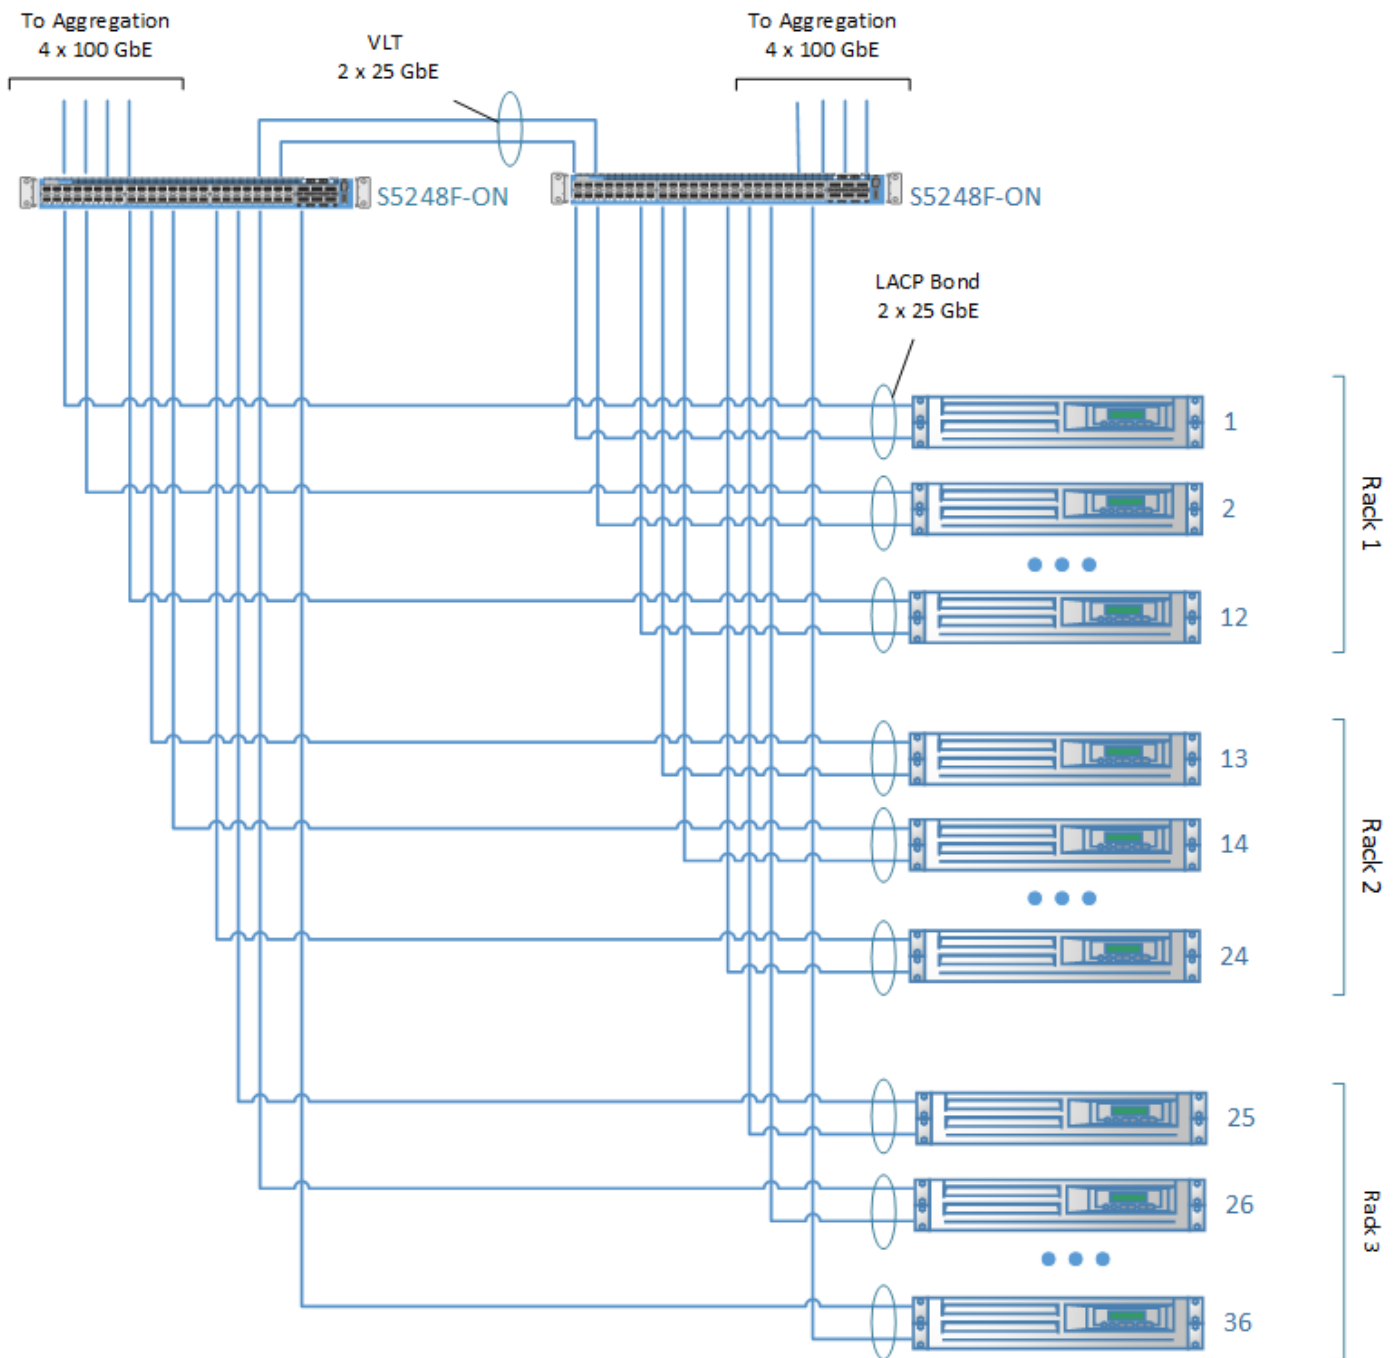 To Aggregation
4 x 100 GbE
VLT
2 x 25 GbE
To Aggregation
4 x 100 GbE
S5248F-ON
S5248F-ON
LACP Bond
2 x 25 GbE
1
2
12
Rack 1
13
14
24
Rack 2
25
26
36
Rack 3